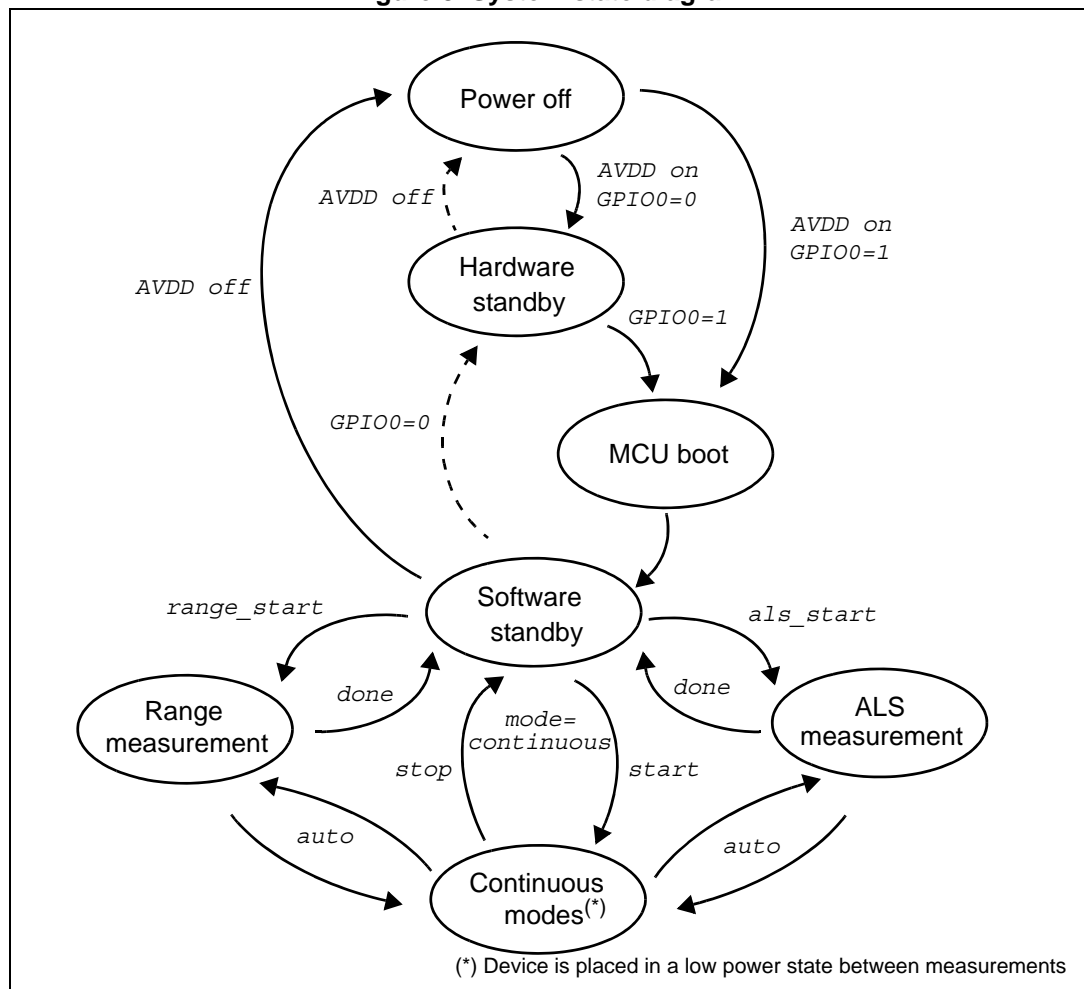 Power off
AVDD on
GPIO0=0
AVDD off
AVDD on
GPIO0=1
Hardware
standby
AVDD off
GPIO0=1
GPIO0=0
MCU boot
Software
standby
range_start
als_start
done
done
Range
measurement
mode=
continuous
ALS
measurement
stop
start
auto
auto
Continuous
modes(*)
(*) Device is placed in a low power state between measurements